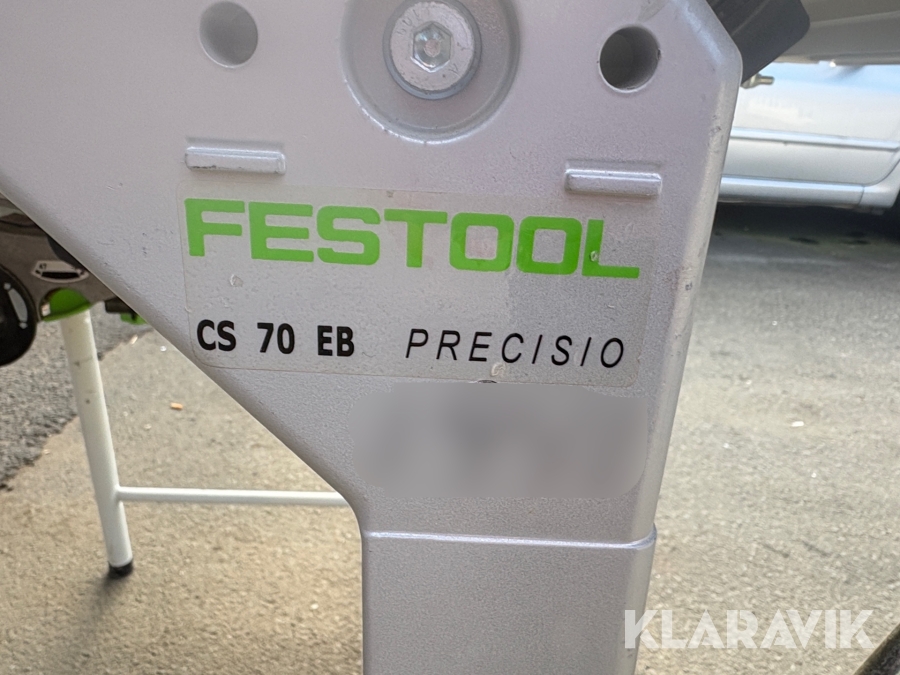 FESTOOL
CS 70 EB PRECISIO
KLARAVIK